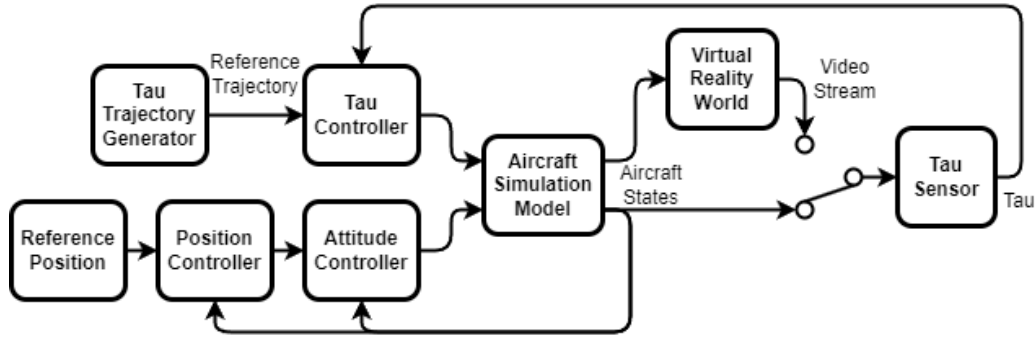 Tau
Trajectory
Generator
Reference
Trajectory
Tau
Controller
Virtual
Reality
World
Video
Stream
Aircraft
Simulation
Model
Aircraft
States
Tau
Sensor
Tau
Reference
Position
Position
Controller
Attitude
Controller